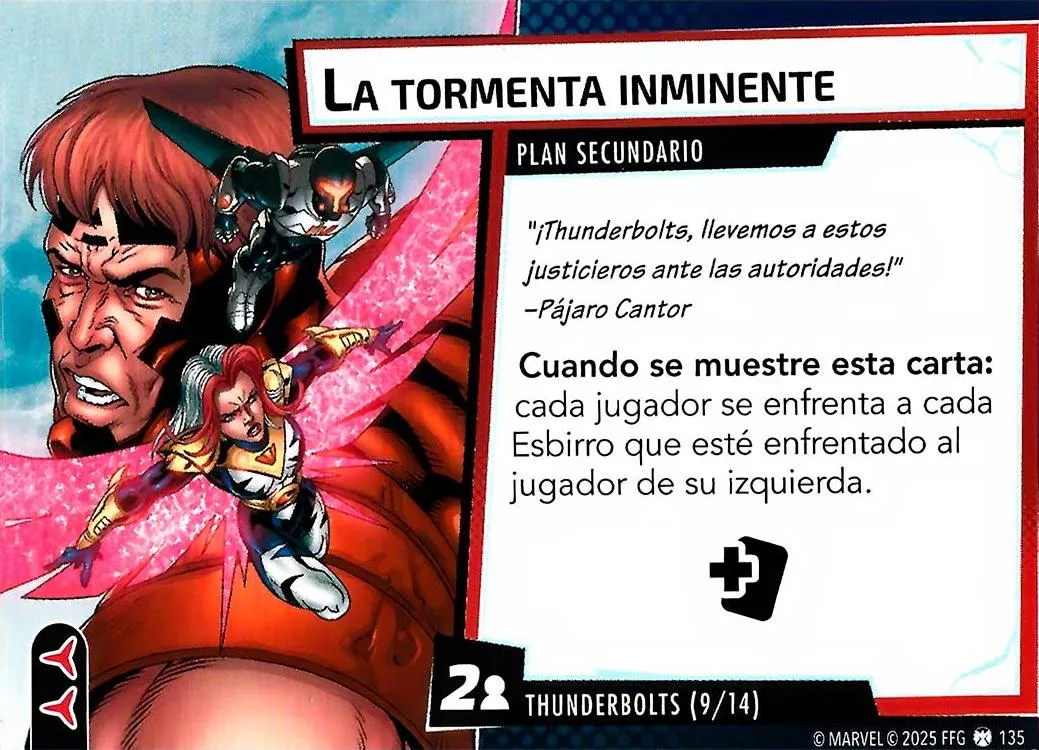 La tormenta inminente
PLAN SECUNDARIO
"¡Thunderbolts, llevemos a estos
justicieros ante las autoridades!"
–Pájaro Cantor
Cuando se muestre esta carta:
cada jugador se enfrenta a cada
Esbirro que esté enfrentado al
jugador de su izquierda.
2
THUNDERBOLTS (9/14)
© MARVEL © 2025 FFG 135